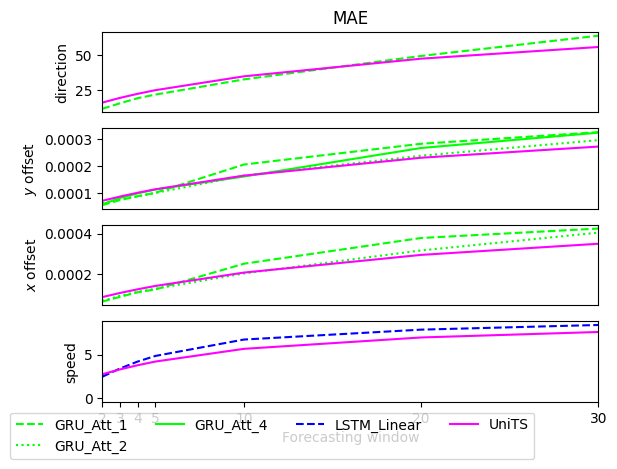 MAE
direction
50
25
y offset
0.0003
0.0002
0.0001
x offset
0.0004
0.0002
speed
5
0
2 3 4 5 10 20 30
Forecasting window
GRU_Att_1 GRU_Att_4 LSTM_Linear UniTS
GRU_Att_2